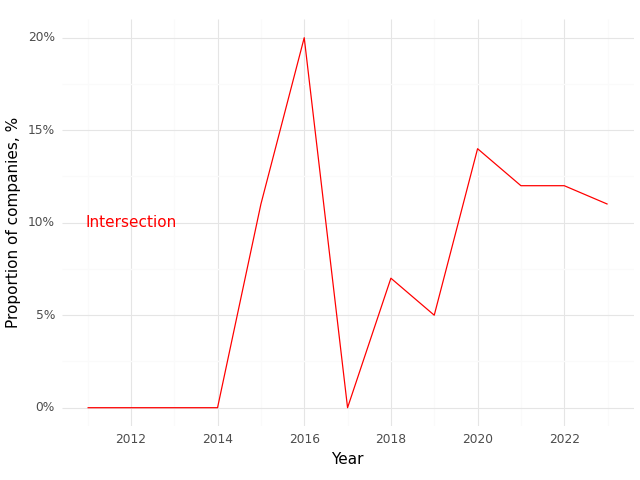 20%
15%
10%
5%
0%
Proportion of companies, %
Intersection
2012 2014 2016 2018 2020 2022
Year